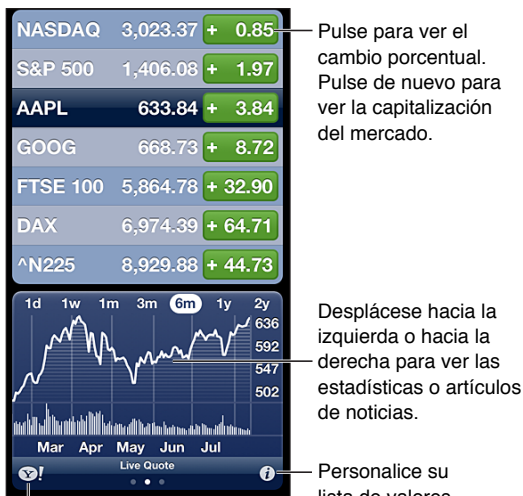 NASDAQ 3,023.37 + 0.85
S&P 500 1,406.08 + 1.97
AAPL 633.84 + 3.84
GOOG 668.73 + 8.72
FTSE 100 5,864.78 + 32.90
DAX 6,974.39 + 64.71
^N225 8,929.88 + 44.73
Pulse para ver el
cambio porcentual.
Pulse de nuevo para
ver la capitalización
del mercado.
1d 1w 1m 3m 6m 1y 2y
636
592
547
502
Mar Apr May Jun Jul
Live Quote
Y!
i
Desplácese hacia la
izquierda o hacia la
derecha para ver las
estadísticas o artículos
de noticias.
Personalice su
lista de valores